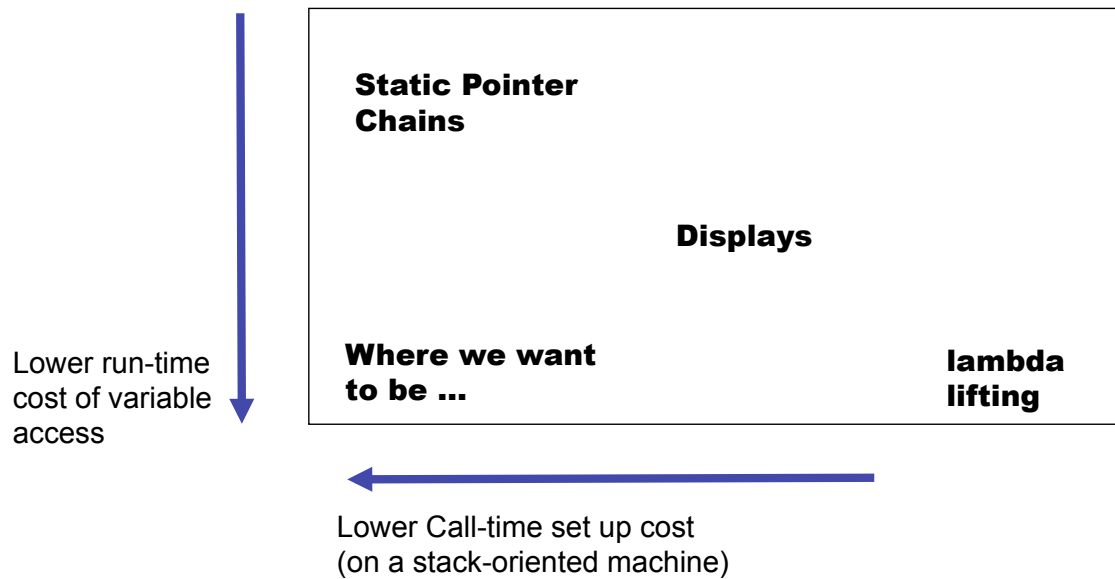 Static Pointer
Chains
Displays
Where we want
to be ...
lambda
lifting
Lower run-time
cost of variable
access
Lower Call-time set up cost
(on a stack-oriented machine)